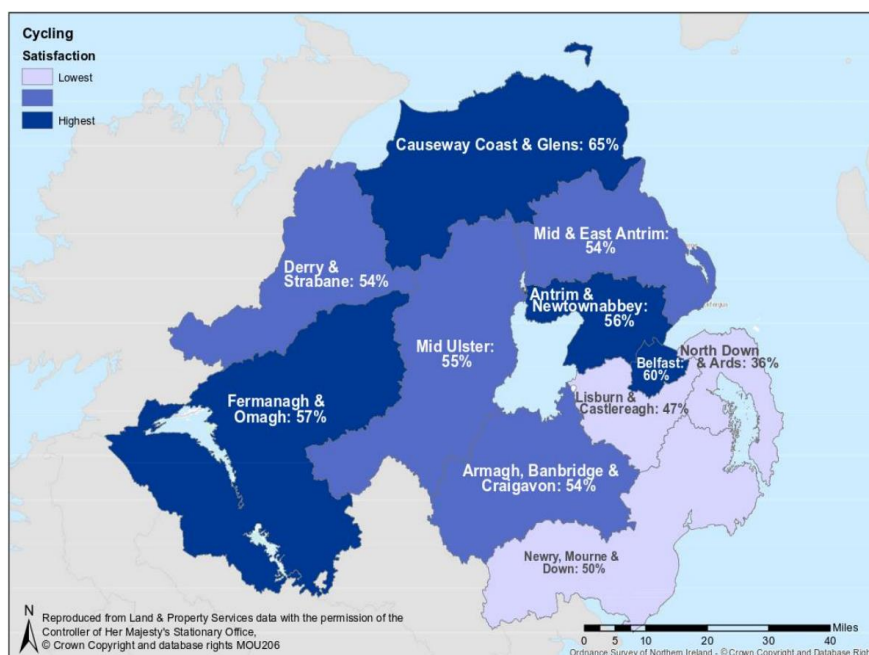 Cycling
Satisfaction
Lowest
Highest
Causeway Coast & Glens: 65%
Mid & East Antrim:
54%
Derry &
Strabane: 54%
Antrim &
Newtownabbey:
56%
Mid Ulster:
55%
Belfast:
60%
North Down
& Ards: 36%
Fermanagh &
Omagh: 57%
Lisburn &
Castlereagh: 47%
Armagh, Banbridge &
Craigavon: 54%
Newry, Mourne &
Down: 50%
N
Reproduced from Land & Property Services data with the permission of the
Controller of Her Majesty's Stationary Office,
© Crown Copyright and database rights MOU206
Miles
0 5 10 20 30 40
Ordnance Survey of Northern Ireland - © Crown Copyright and Database Right